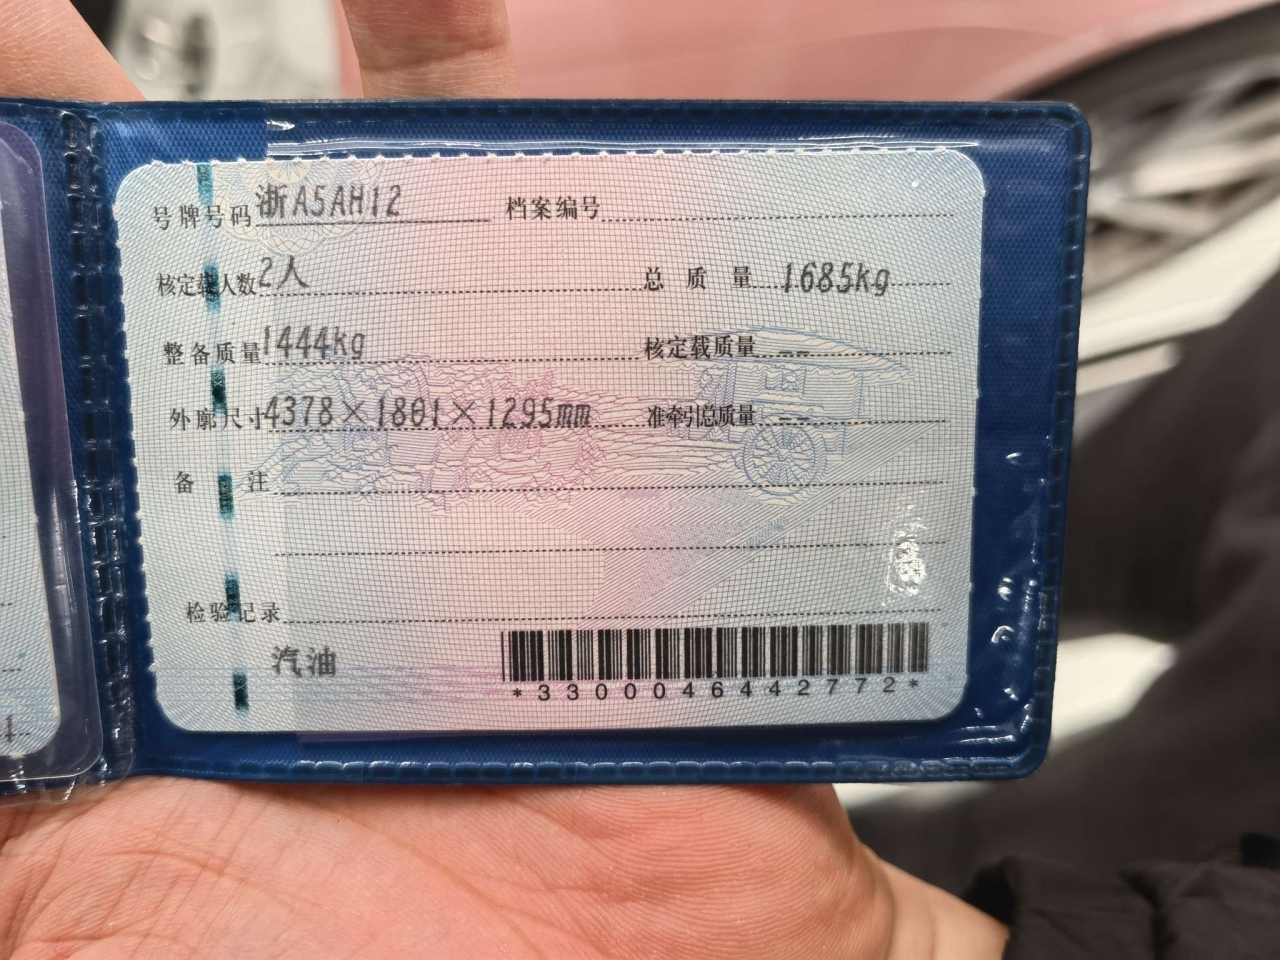 号牌号码 浙A5AH12 档案编号
核定载人数 2人 总质量 1685kg
整备质量 1444kg 核定载质量 --
外廓尺寸 4378×1801×1295mm 准牵引总质量 --
备注
检验记录
汽油
*3300046442772*